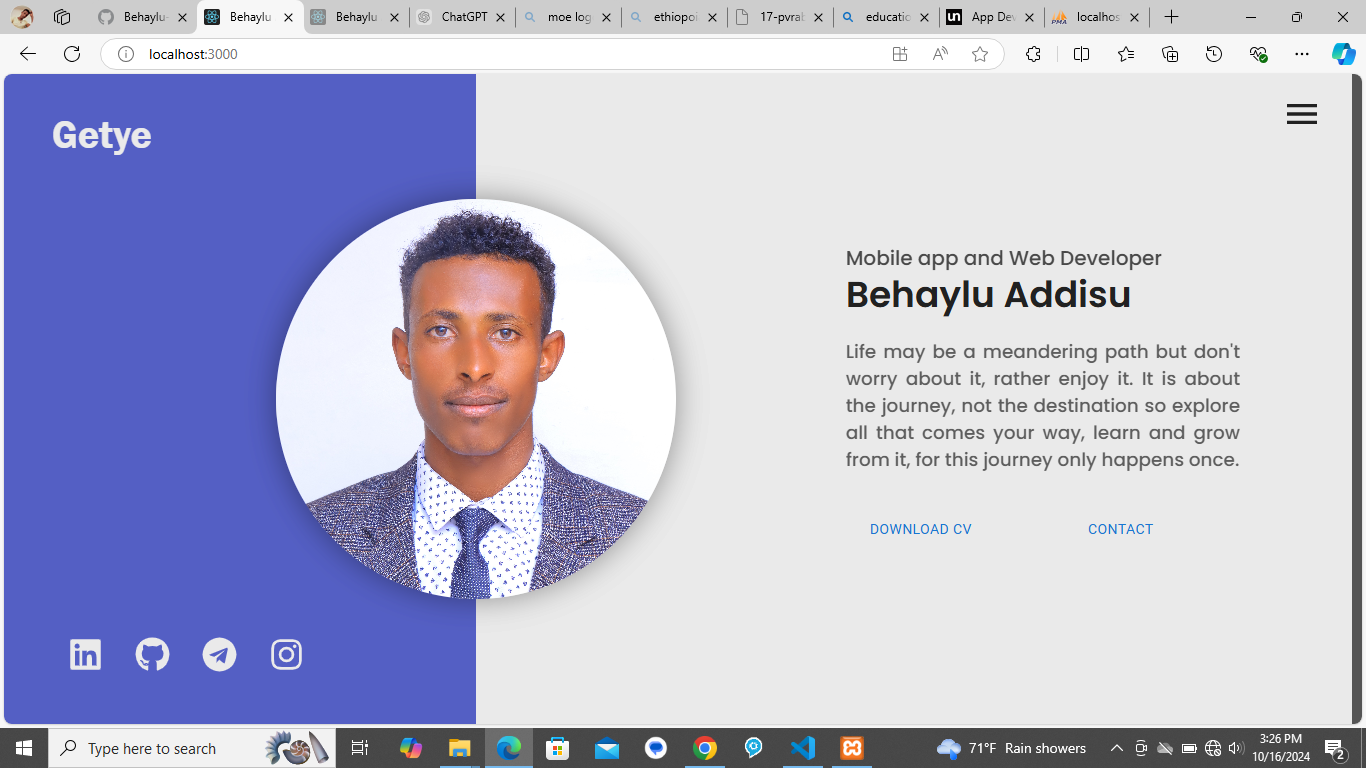 Behaylu-
Behaylu
Behaylu
ChatGPT
moe log
ethiopoi
17-pvral
educatio
un
App Dev
PMA
localhos
localhost:3000
Getye
Mobile app and Web Developer
Behaylu Addisu
Life may be a meandering path but don't
worry about it, rather enjoy it. It is about
the journey, not the destination so explore
all that comes your way, learn and grow
from it, for this journey only happens once.
DOWNLOAD CV
CONTACT
in
Type here to search
71°F Rain showers
3:26 PM
10/16/2024
2